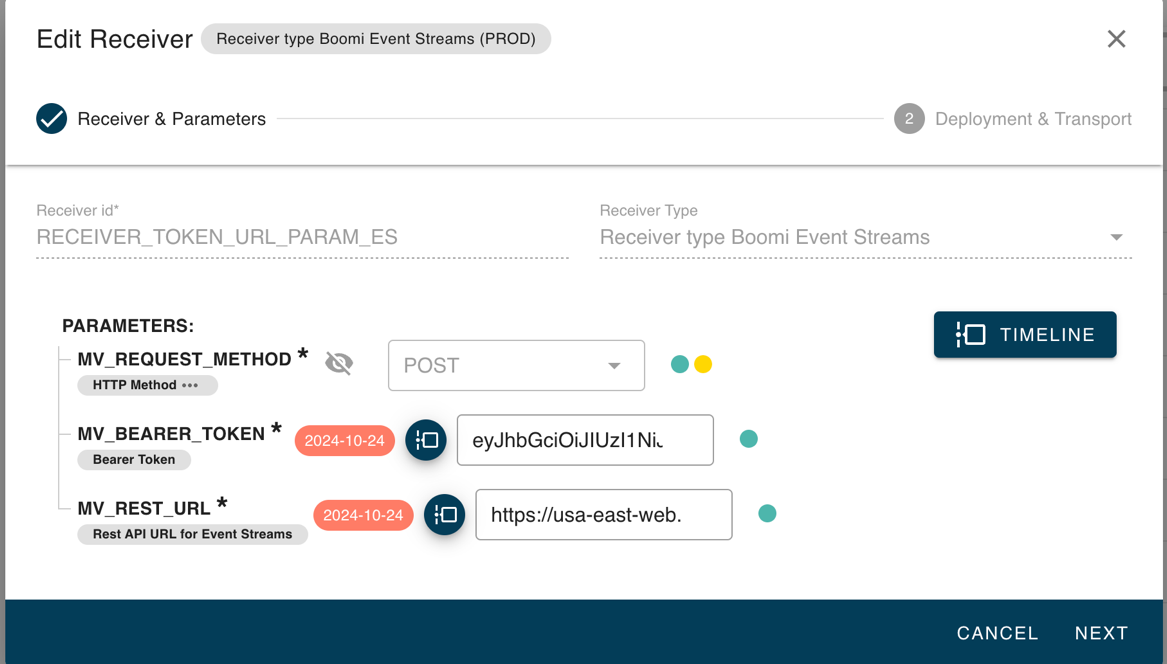 Edit Receiver Receiver type Boomi Event Streams (PROD)
Receiver & Parameters 2 Deployment & Transport
Receiver id* Receiver Type
RECEIVER_TOKEN_URL_PARAM_ES Receiver type Boomi Event Streams
PARAMETERS: TIMELINE
MV_REQUEST_METHOD * POST
HTTP Method •••
MV_BEARER_TOKEN * 2024-10-24 eyJhbGciOiJIUzI1Ni
Bearer Token
MV_REST_URL * 2024-10-24 https://usa-east-web.
Rest API URL for Event Streams
CANCEL NEXT